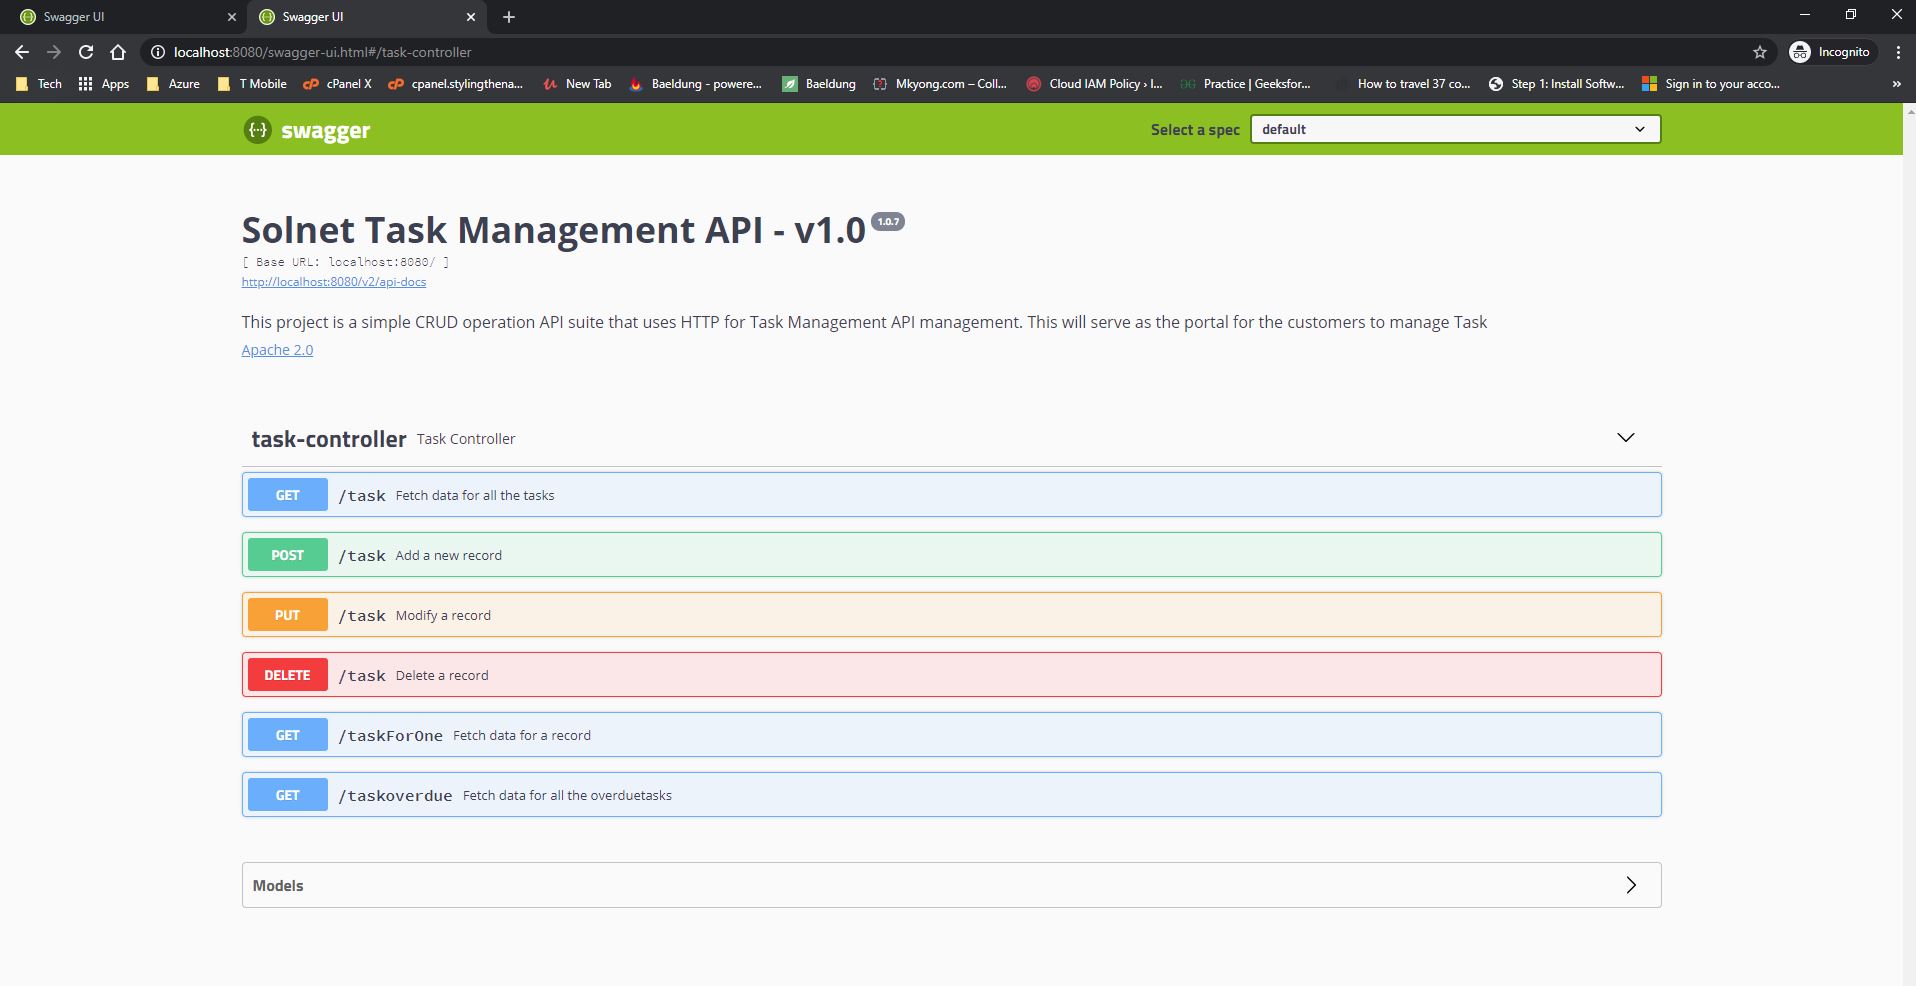 Swagger UI
Swagger UI
localhost:8080/swagger-ui.html#/task-controller
Incognito
Tech Apps Azure T Mobile cPanel X cpanel.stylingthena... New Tab Baeldung - powere... Baeldung Mkyong.com – Coll... Cloud IAM Policy › I... Practice | Geeksfor... How to travel 37 co... Step 1: Install Softw... Sign in to your acco... »
{··} swagger
Select a spec default
Solnet Task Management API - v1.0 1.0.7
[ Base URL: localhost:8080/ ]
http://localhost:8080/v2/api-docs
This project is a simple CRUD operation API suite that uses HTTP for Task Management API management. This will serve as the portal for the customers to manage Task
Apache 2.0
task-controller Task Controller
GET /task Fetch data for all the tasks
POST /task Add a new record
PUT /task Modify a record
DELETE /task Delete a record
GET /taskForOne Fetch data for a record
GET /taskoverdue Fetch data for all the overduetasks
Models